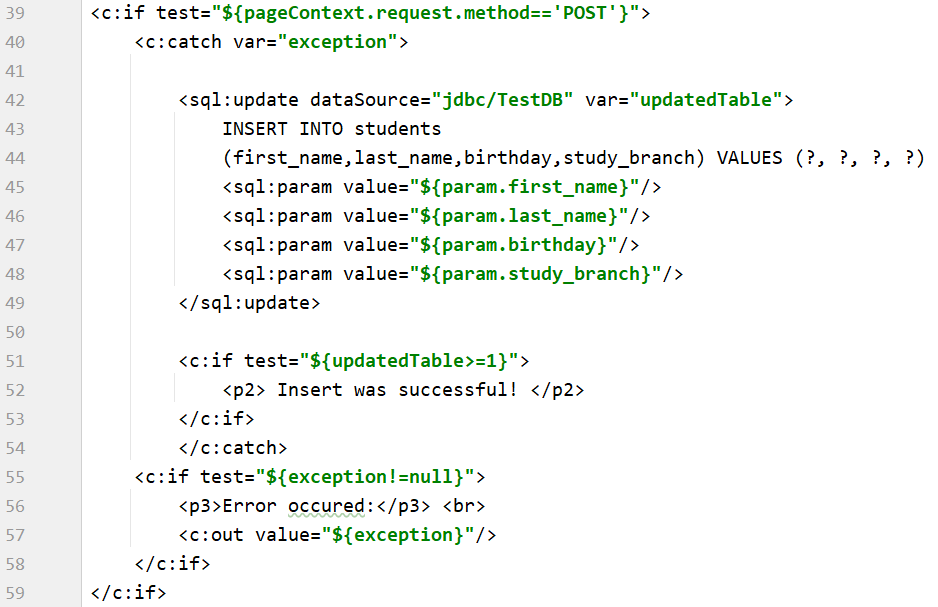 39 <c:if test="${pageContext.request.method=='POST'}">
40 <c:catch var="exception">
41
42 <sql:update dataSource="jdbc/TestDB" var="updatedTable">
43 INSERT INTO students
44 (first_name,last_name,birthday,study_branch) VALUES (?, ?, ?, ?)
45 <sql:param value="${param.first_name}"/>
46 <sql:param value="${param.last_name}"/>
47 <sql:param value="${param.birthday}"/>
48 <sql:param value="${param.study_branch}"/>
49 </sql:update>
50
51 <c:if test="${updatedTable>=1}">
52 <p2> Insert was successful! </p2>
53 </c:if>
54 </c:catch>
55 <c:if test="${exception!=null}">
56 <p3>Error occured:</p3> <br>
57 <c:out value="${exception}"/>
58 </c:if>
59 </c:if>